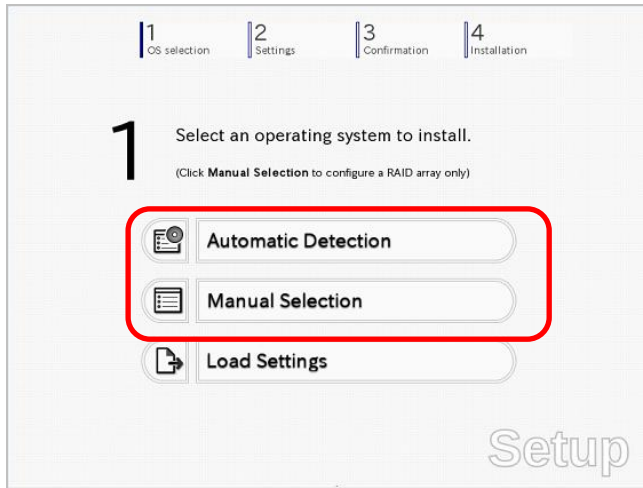 1
OS selection
2
Settings
3
Confirmation
4
Installation
1
Select an operating system to install.
(Click Manual Selection to configure a RAID array only)
Automatic Detection
Manual Selection
Load Settings
Setup